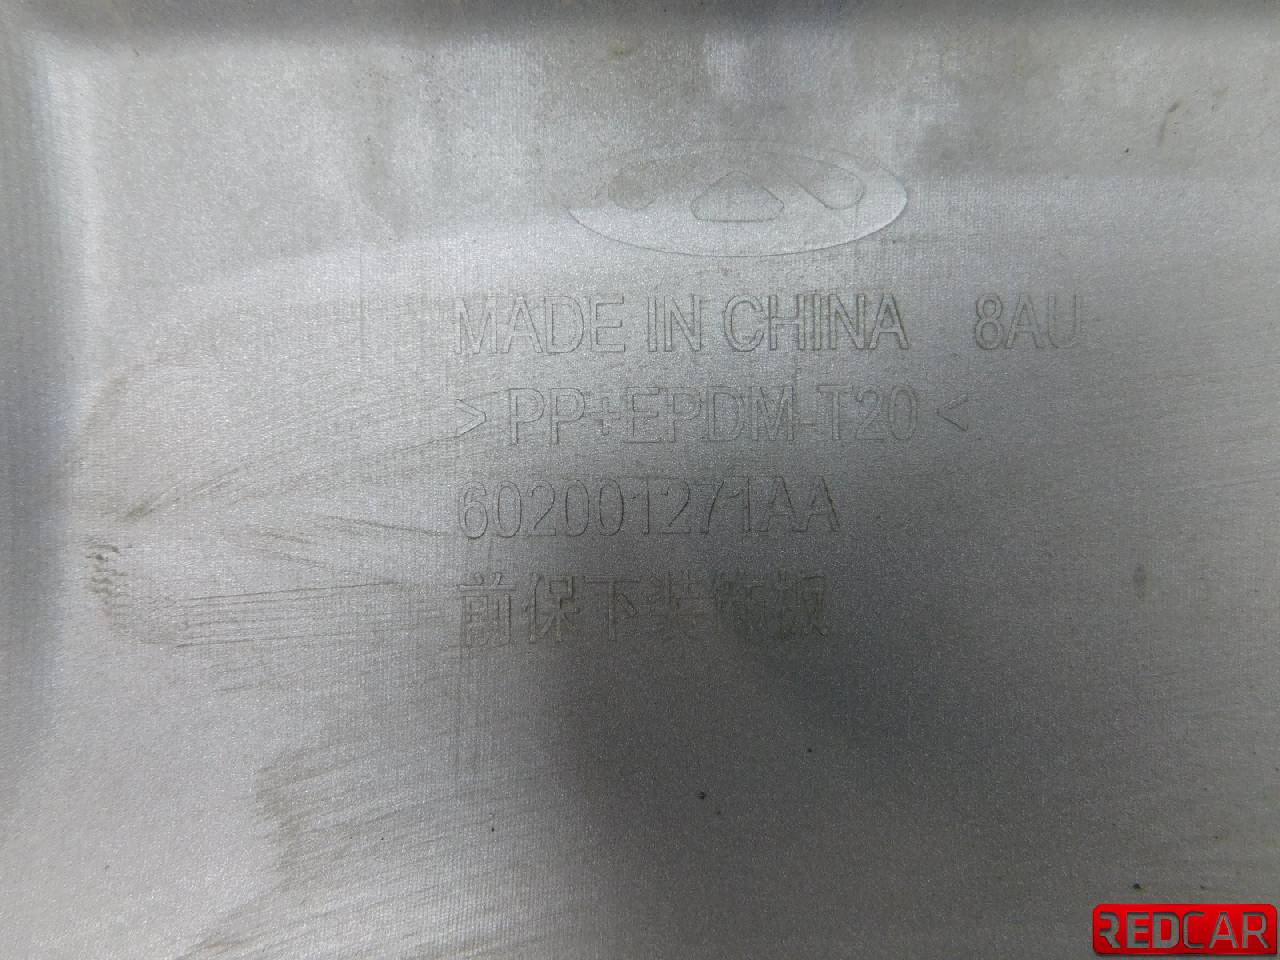 MADE IN CHINA 8AU
>PP+EPDM-T20<
602001271AA
前保下装饰板
REDCAR